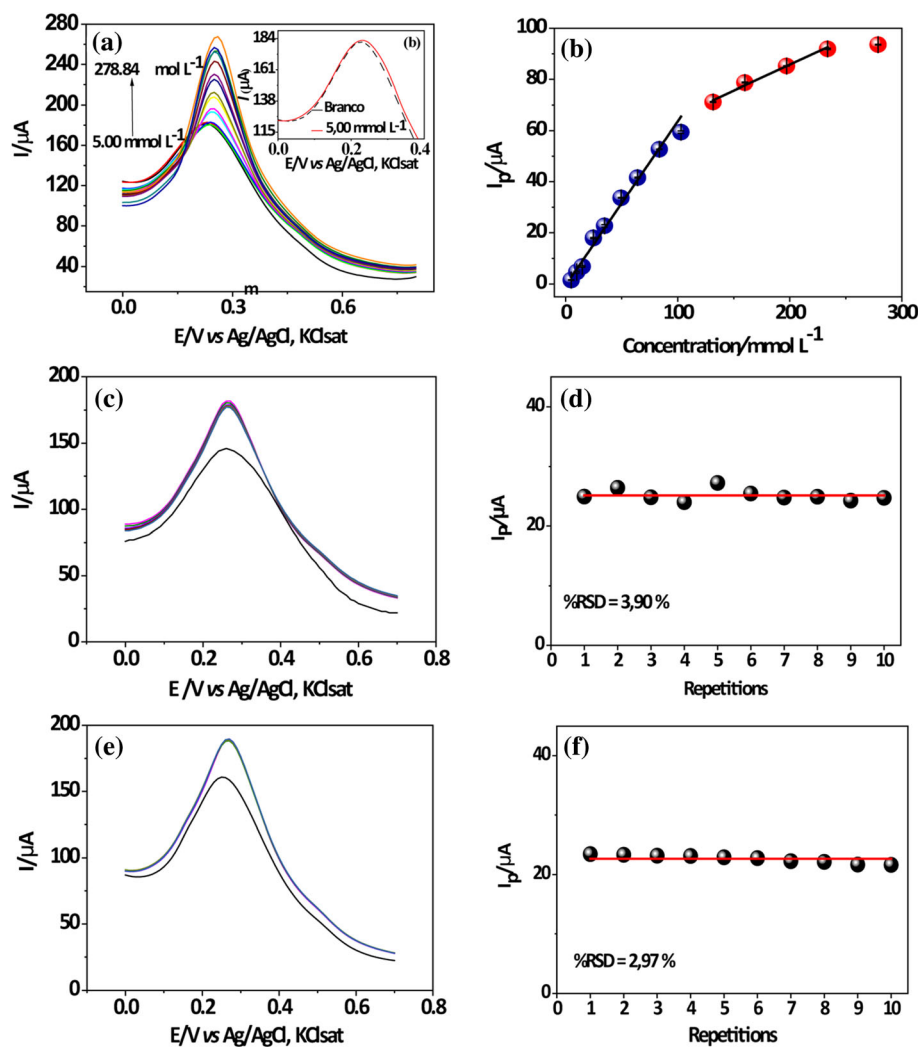 (a)
280
240
200
160
120
80
40
I/µA
278.84 mol L-1
5.00 mmol L-1
m
0.0 0.3 0.6
E/V vs Ag/AgCl, KClsat
(b)
184
161
138
115
I (µA)
Branco
5,00 mmol L-1
0.0 0.2 0.4
E/V vs Ag/AgCl, KClsat
(b)
100
80
60
40
20
0
Ip/µA
0 100 200 300
Concentration/mmol L-1
(c)
200
150
100
50
0
I/µA
0.0 0.2 0.4 0.6 0.8
E/V vs Ag/AgCl, KClsat
(d)
40
20
0
Ip/µA
%RSD = 3,90 %
1 2 3 4 5 6 7 8 9 10
Repetitions
(e)
200
150
100
50
0
I/µA
0.0 0.2 0.4 0.6 0.8
E/V vs Ag/AgCl, KClsat
(f)
40
20
0
Ip/µA
%RSD = 2,97 %
1 2 3 4 5 6 7 8 9 10
Repetitions